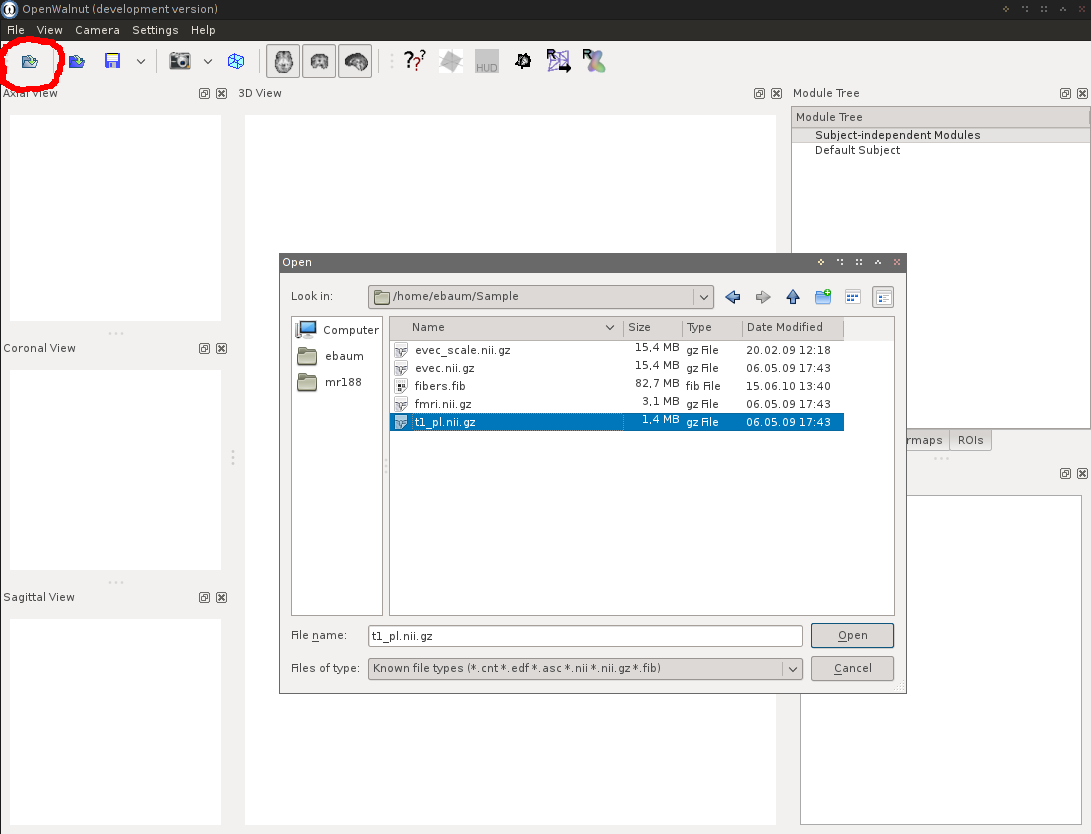 OpenWalnut (development version)
File View Camera Settings Help
?? ?
HUD
R R
Axial View
3D View
Module Tree
Module Tree
Subject-independent Modules
Default Subject
Open
Look in: /home/ebaum/Sample
Computer
ebaum
mr188
Name Size Type Date Modified
evec_scale.nii.gz 15,4 MB gz File 20.02.09 12:18
evec.nii.gz 15,4 MB gz File 06.05.09 17:43
fibers.fib 82,7 MB fib File 15.06.10 13:40
fmri.nii.gz 3,1 MB gz File 06.05.09 17:43
t1_pl.nii.gz 1,4 MB gz File 06.05.09 17:43
Coronal View
rmaps ROIs
Sagittal View
File name: t1_pl.nii.gz Open
Files of type: Known file types (*.cnt *.edf *.asc *.nii *.nii.gz *.fib) Cancel